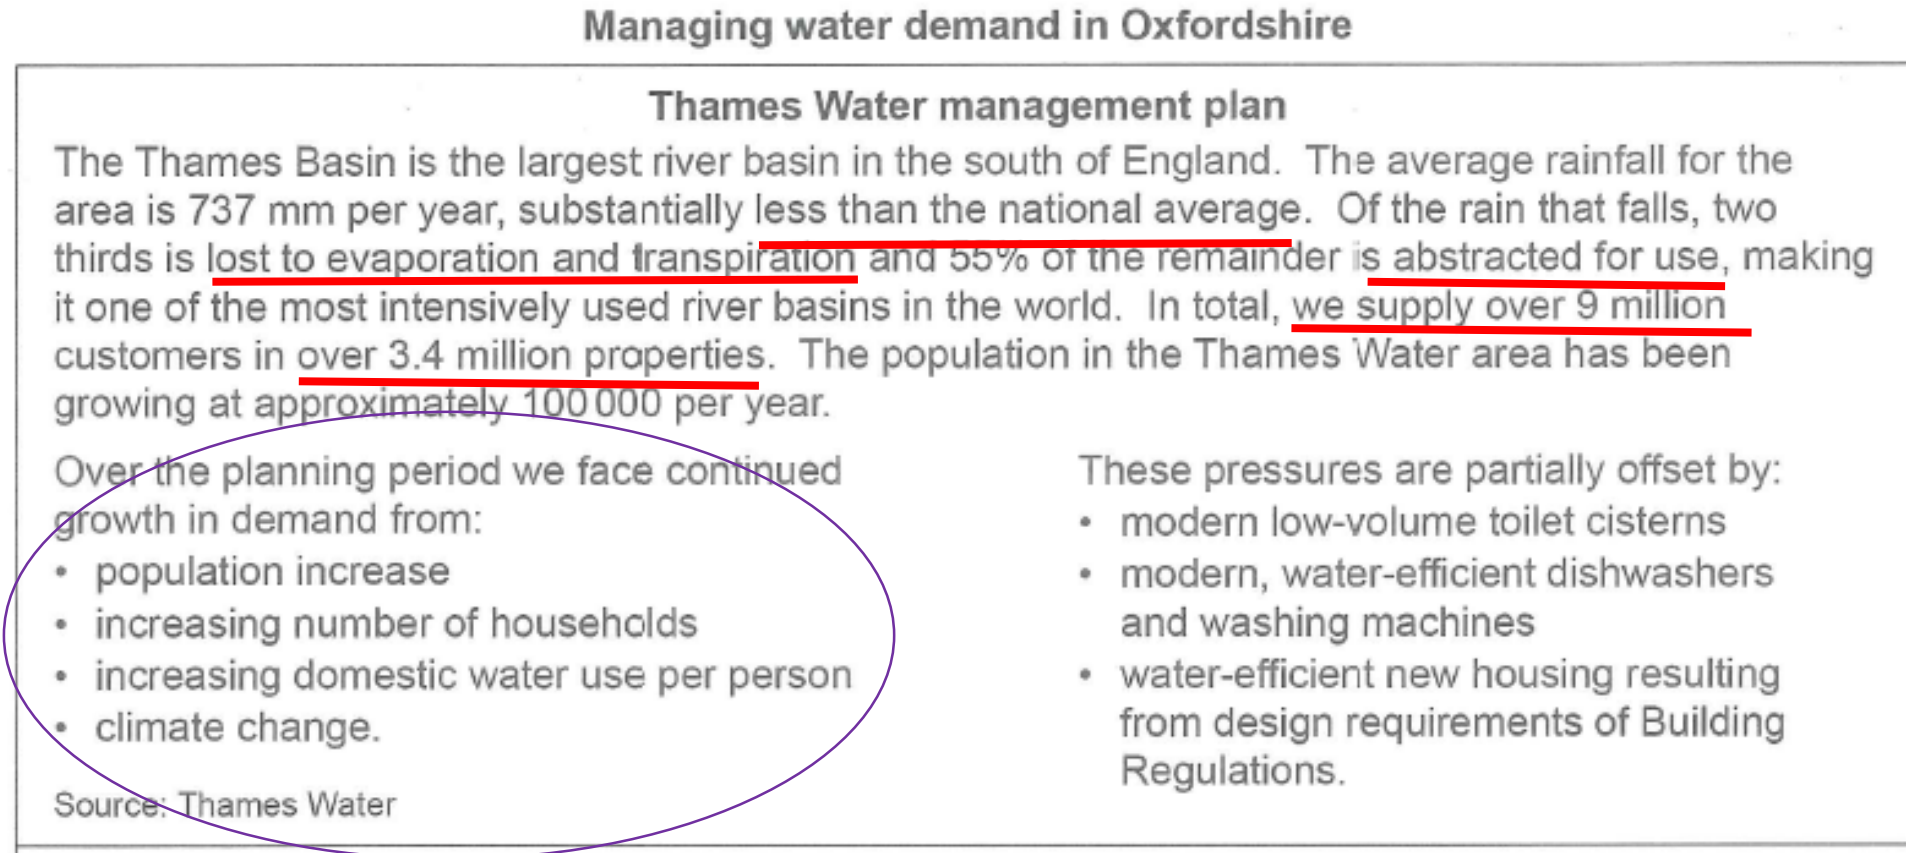 Managing water demand in Oxfordshire
Thames Water management plan
The Thames Basin is the largest river basin in the south of England. The average rainfall for the
area is 737 mm per year, substantially less than the national average. Of the rain that falls, two
thirds is lost to evaporation and transpiration and 55% of the remainder is abstracted for use, making
it one of the most intensively used river basins in the world. In total, we supply over 9 million
customers in over 3.4 million properties. The population in the Thames Water area has been
growing at approximately 100 000 per year.
Over the planning period we face continued
growth in demand from:
• population increase
• increasing number of households
• increasing domestic water use per person
• climate change.
Source: Thames Water
These pressures are partially offset by:
• modern low-volume toilet cisterns
• modern, water-efficient dishwashers
and washing machines
• water-efficient new housing resulting
from design requirements of Building
Regulations.